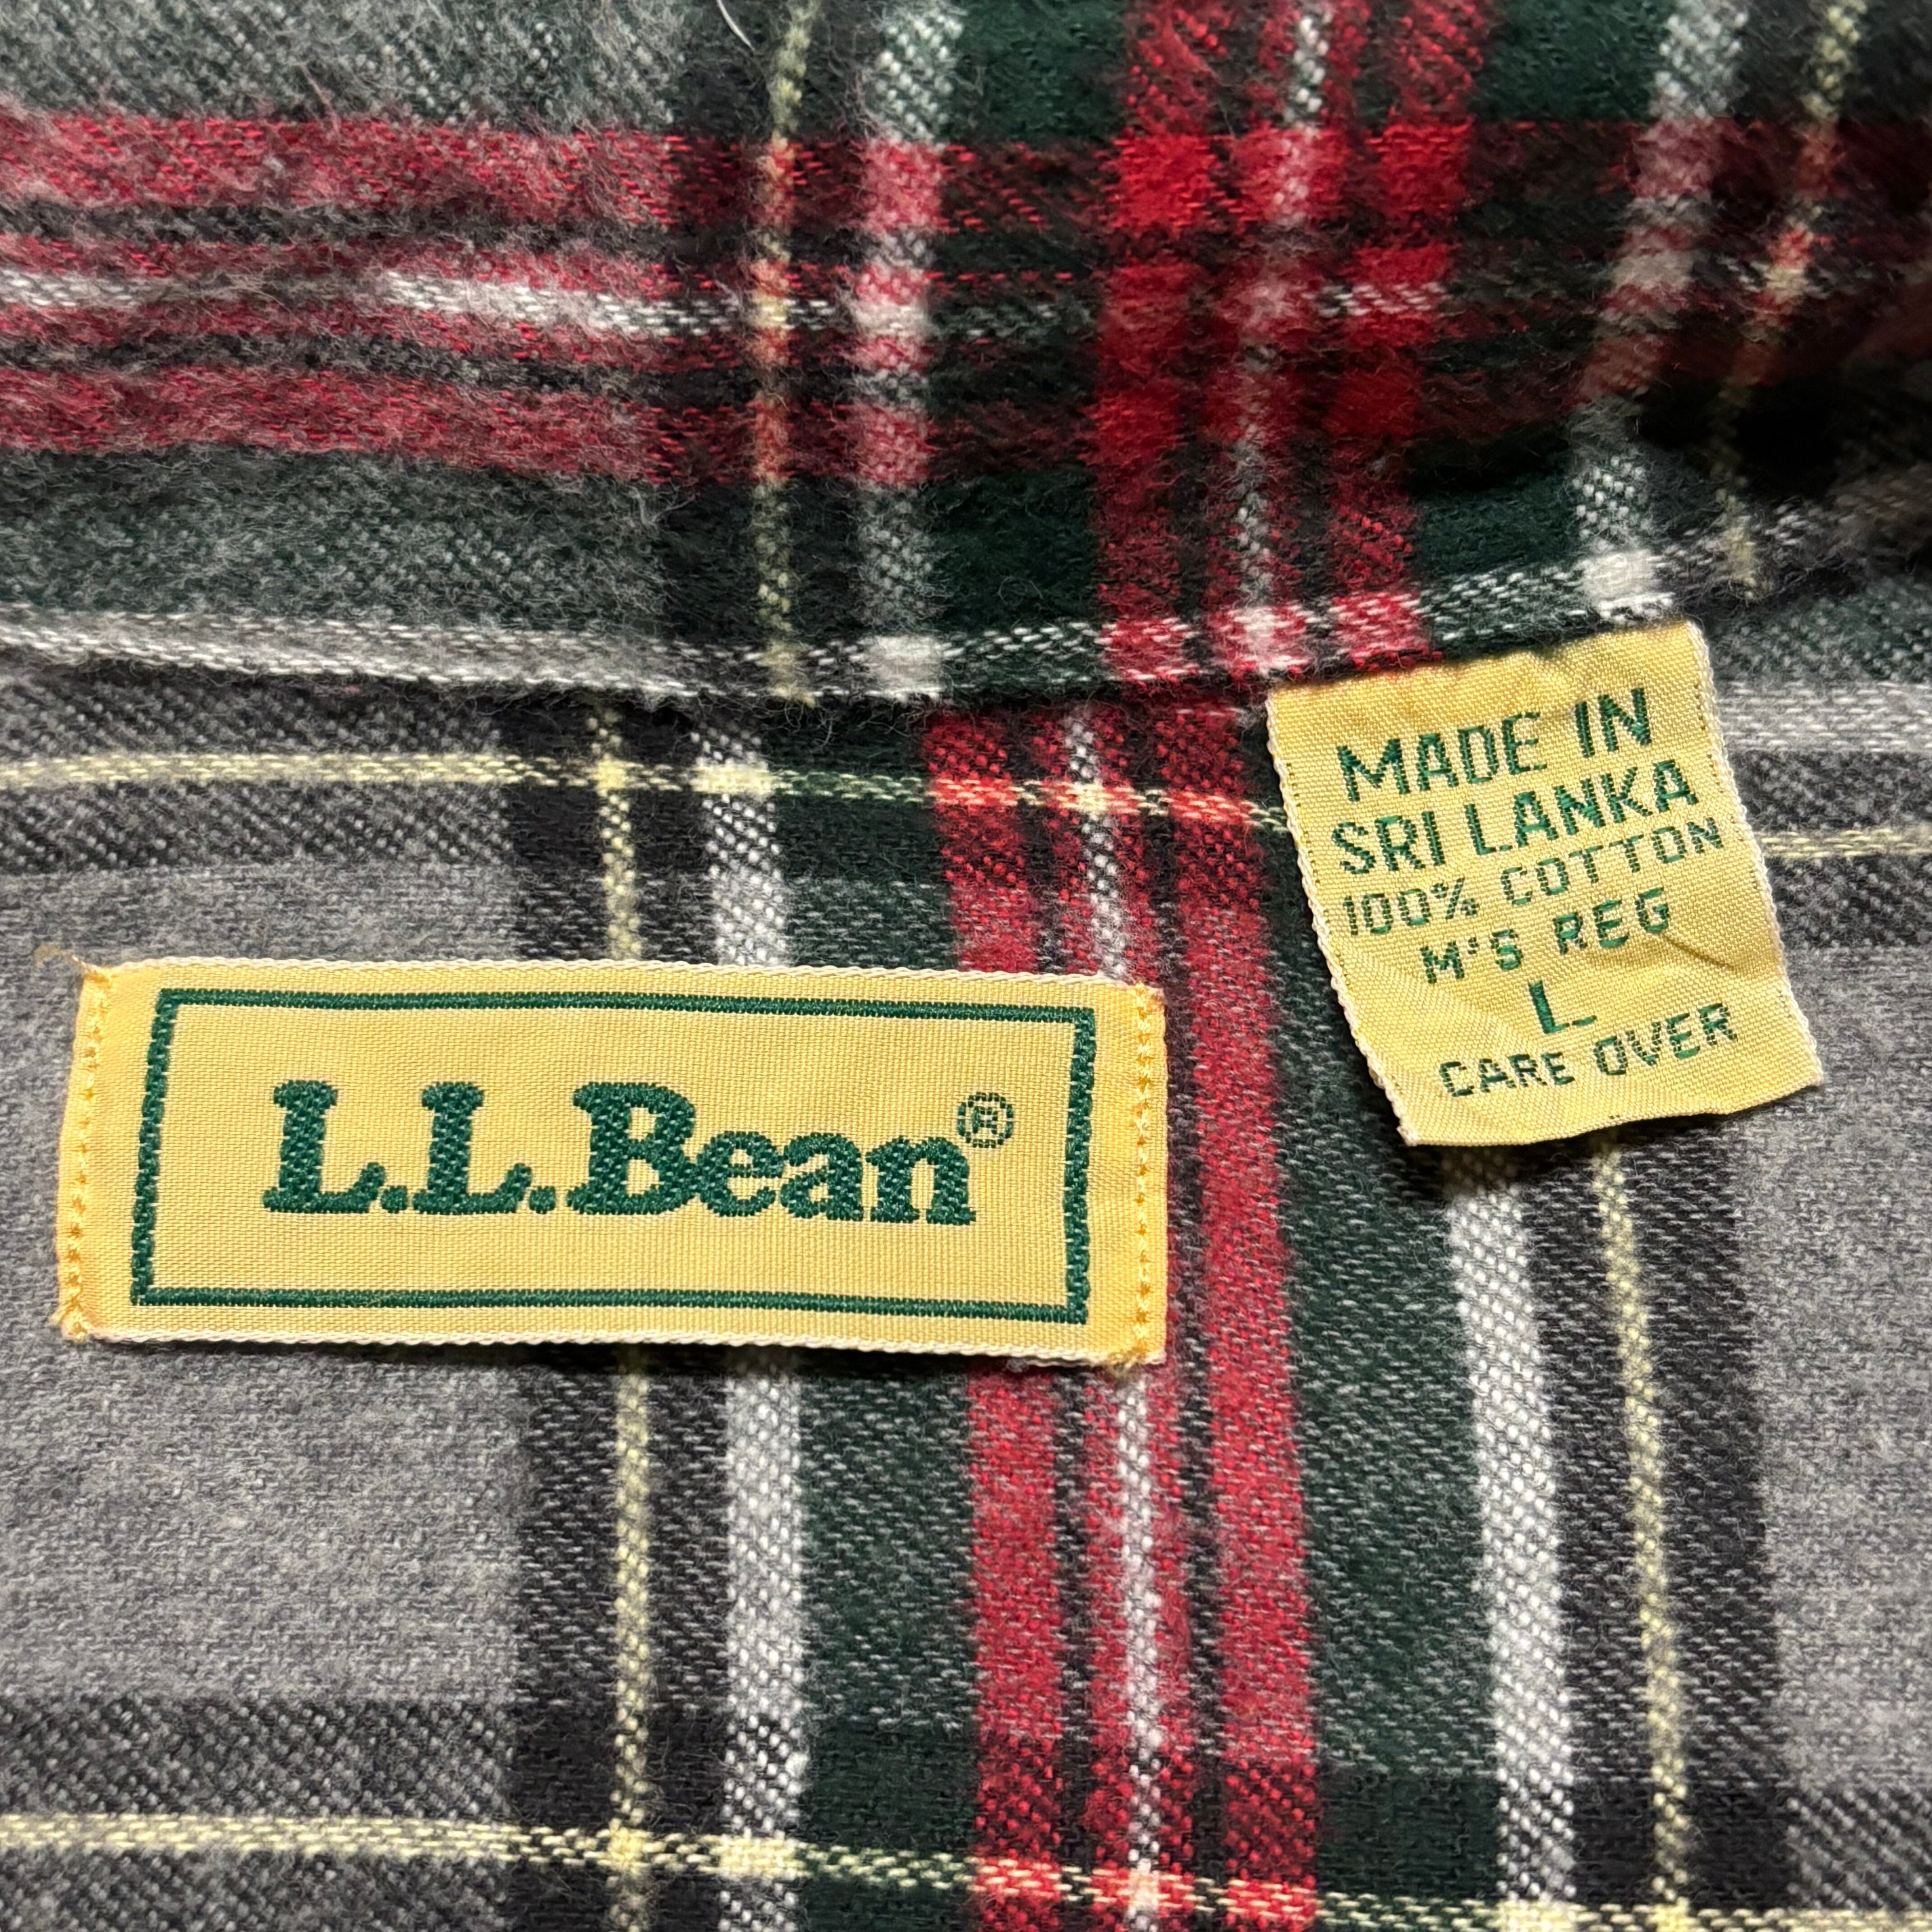 MADE IN
SRI LANKA
100% COTTON
M'S REG
L
CARE OVER
L.L.Bean®